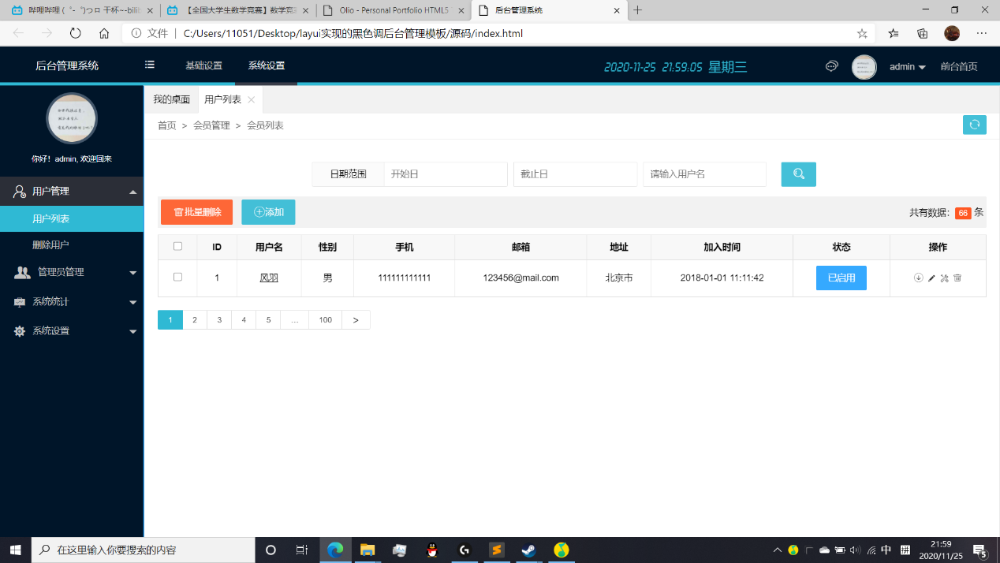 哔哩哔哩 (゜-゜)つロ 干杯~-bilib
【全国大学生数学竞赛】数学竞
Olio - Personal Portfolio HTML5
后台管理系统
文件 | C:/Users/11051/Desktop/layui实现的黑色调后台管理模板/源码/index.html
后台管理系统 基础设置 系统设置 2020-11-25 21:59:05 星期三 admin 前台首页
我的桌面 用户列表
首页 > 会员管理 > 会员列表
你好！admin, 欢迎回来
用户管理
用户列表
删除用户
管理员管理
系统统计
系统设置
日期范围 开始日 截止日 请输入用户名
批量删除 添加 共有数据： 66 条
ID 用户名 性别 手机 邮箱 地址 加入时间 状态 操作
1 风羽 男 111111111111 123456@mail.com 北京市 2018-01-01 11:11:42 已启用
1 2 3 4 5 ... 100 >
在这里输入你要搜索的内容
中
拼
21:59
2020/11/25
5